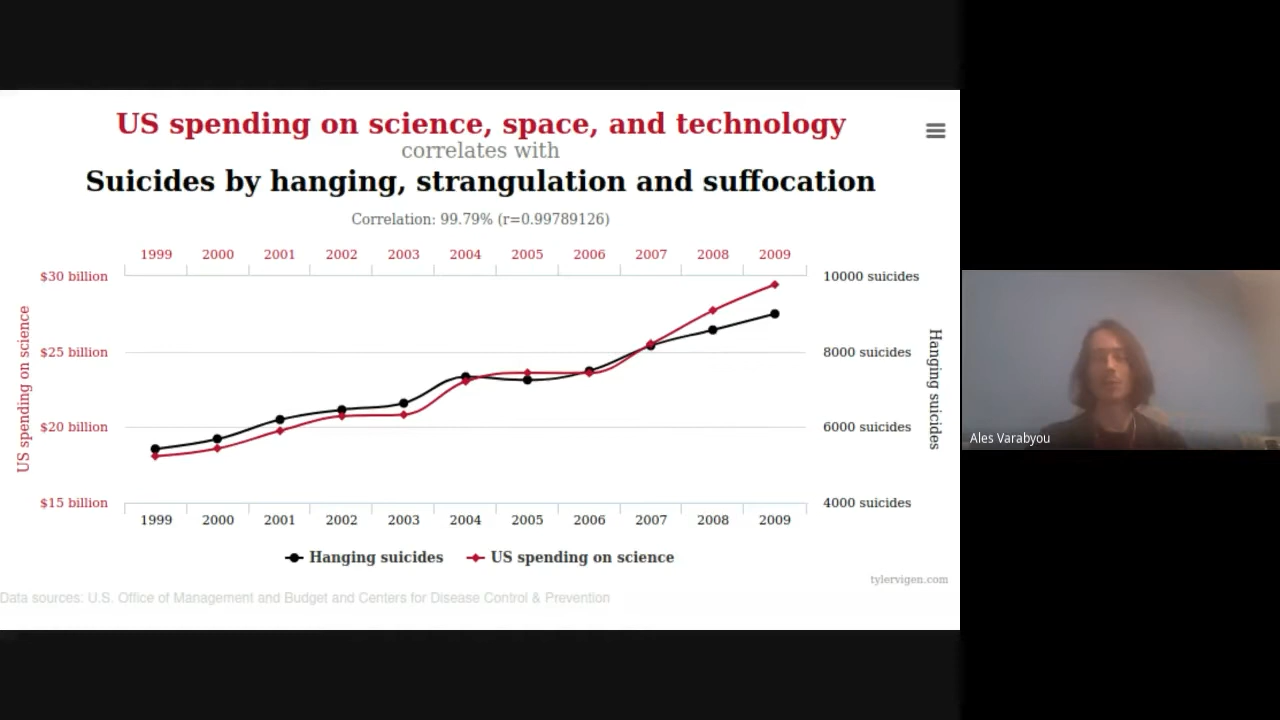 US spending on science, space, and technology
correlates with
Suicides by hanging, strangulation and suffocation
Correlation: 99.79% (r=0.99789126)
1999 2000 2001 2002 2003 2004 2005 2006 2007 2008 2009
$30 billion
$25 billion
$20 billion
$15 billion
US spending on science
10000 suicides
8000 suicides
6000 suicides
4000 suicides
Hanging suicides
1999 2000 2001 2002 2003 2004 2005 2006 2007 2008 2009
Hanging suicides US spending on science
tylervigen.com
Data sources: U.S. Office of Management and Budget and Centers for Disease Control & Prevention
Ales Varabyou